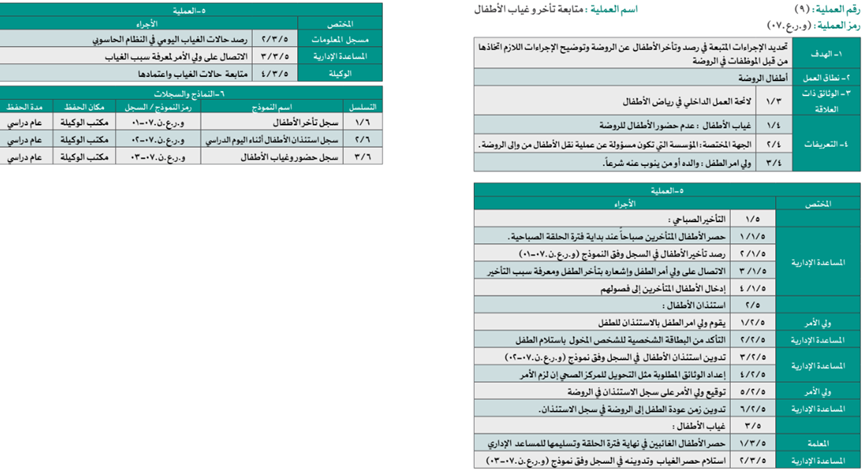 رقم العملية : (٩) اسم العملية : متابعة تأخر وغياب الأطفال
رمز العملية : (و.ر.ع.٠٧)
١- الهدف تحديد الإجراءات المتبعة في رصد وتأخر الأطفال عن الروضة وتوضيح الإجراءات اللازم اتخاذها
من قبل الموظفات في الروضة
٢- نطاق العمل أطفال الروضة
٣- الوثائق ذات العلاقة ١/٣ لائحة العمل الداخلي في رياض الأطفال
٤- التعريفات ١/٤ غياب الأطفال : عدم حضور الأطفال للروضة
٢/٤ الجهة المختصة : المؤسسة التي تكون مسؤولة عن عملية نقل الأطفال من وإلى الروضة.
٣/٤ ولي امر الطفل : والده أو من ينوب عنه شرعاً.
٥- العملية
المختص الأجراء
المساعدة الإدارية ١/٥ التأخير الصباحي :
١/١/٥ حصر الأطفال المتأخرين صباحاً عند بداية فترة الحلقة الصباحية.
٢/١/٥ رصد تأخير الأطفال في السجل وفق النموذج (و.ر.ع.ن.٠٧-٠١)
٣/١/٥ الاتصال على ولي أمر الطفل وإشعاره بتأخر الطفل ومعرفة سبب التأخير
٤/١/٥ إدخال الأطفال المتأخرين إلى فصولهم
٢/٥ استئذان الأطفال :
ولي الأمر ١/٢/٥ يقوم ولي امر الطفل بالاستئذان للطفل
المساعدة الإدارية ٢/٢/٥ التأكد من البطاقة الشخصية للشخص المخول باستلام الطفل
المساعدة الإدارية ٣/٢/٥ تدوين استئذان الأطفال في السجل وفق نموذج (و.ر.ع.ن.٠٧-٠٢)
٤/٢/٥ إعداد الوثائق المطلوبة مثل التحويل للمركز الصحي إن لزم الأمر
ولي الأمر ٥/٢/٥ توقيع ولي الأمر على سجل الاستئذان في الروضة
المساعدة الإدارية ٦/٢/٥ تدوين زمن عودة الطفل إلى الروضة في سجل الاستئذان.
٣/٥ غياب الأطفال :
المعلمة ١/٣/٥ حصر الأطفال الغائبين في نهاية فترة الحلقة وتسليمها للمساعد الإداري
المساعدة الإدارية ٢/٣/٥ استلام حصر الغياب وتدوينه في السجل وفق نموذج (و.ر.ع.ن.٠٧-٠٣)
٥-العملية
المختص الأجراء
مسجل المعلومات ٢/٣/٥ رصد حالات الغياب اليومي في النظام الحاسوبي
المساعدة الإدارية ٣/٣/٥ الاتصال على ولي الأمر لمعرفة سبب الغياب
الوكيلة ٤/٣/٥ متابعة حالات الغياب واعتمادها
٦-النماذج والسجلات
التسلسل اسم النموذج رمز النموذج / السجل مكان الحفظ مدة الحفظ
١/٦ سجل تأخر الأطفال و.ر.ع.ن.٠٧-٠١ مكتب الوكيلة عام دراسي
٢/٦ سجل استئذان الأطفال أثناء اليوم الدراسي و.ر.ع.ن.٠٧-٠٢ مكتب الوكيلة عام دراسي
٣/٦ سجل حضور وغياب الأطفال و.ر.ع.ن.٠٧-٠٣ مكتب الوكيلة عام دراسي